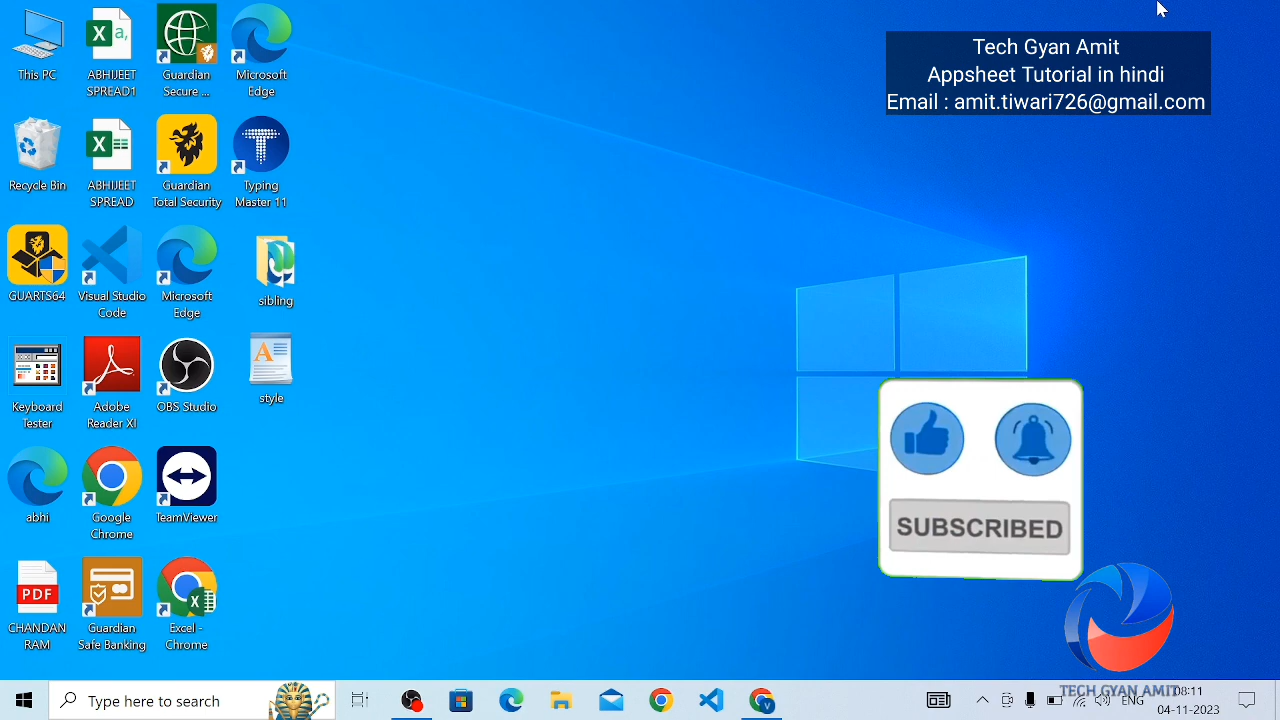 This PC
ABHIJEET
SPREAD1
Guardian
Secure ...
Microsoft
Edge
Tech Gyan Amit
Appsheet Tutorial in hindi
Email : amit.tiwari726@gmail.com
Recycle Bin
ABHIJEET
SPREAD
Guardian
Total Security
Typing
Master 11
GUARTS64
Visual Studio
Code
Microsoft
Edge
sibling
Keyboard
Tester
Adobe
Reader XI
OBS Studio
style
abhi
Google
Chrome
TeamViewer
SUBSCRIBED
PDF
CHANDAN
RAM
Guardian
Safe Banking
Excel -
Chrome
Type here to search
TECH GYAN AMIT
ENG
08:11
04-11-2023